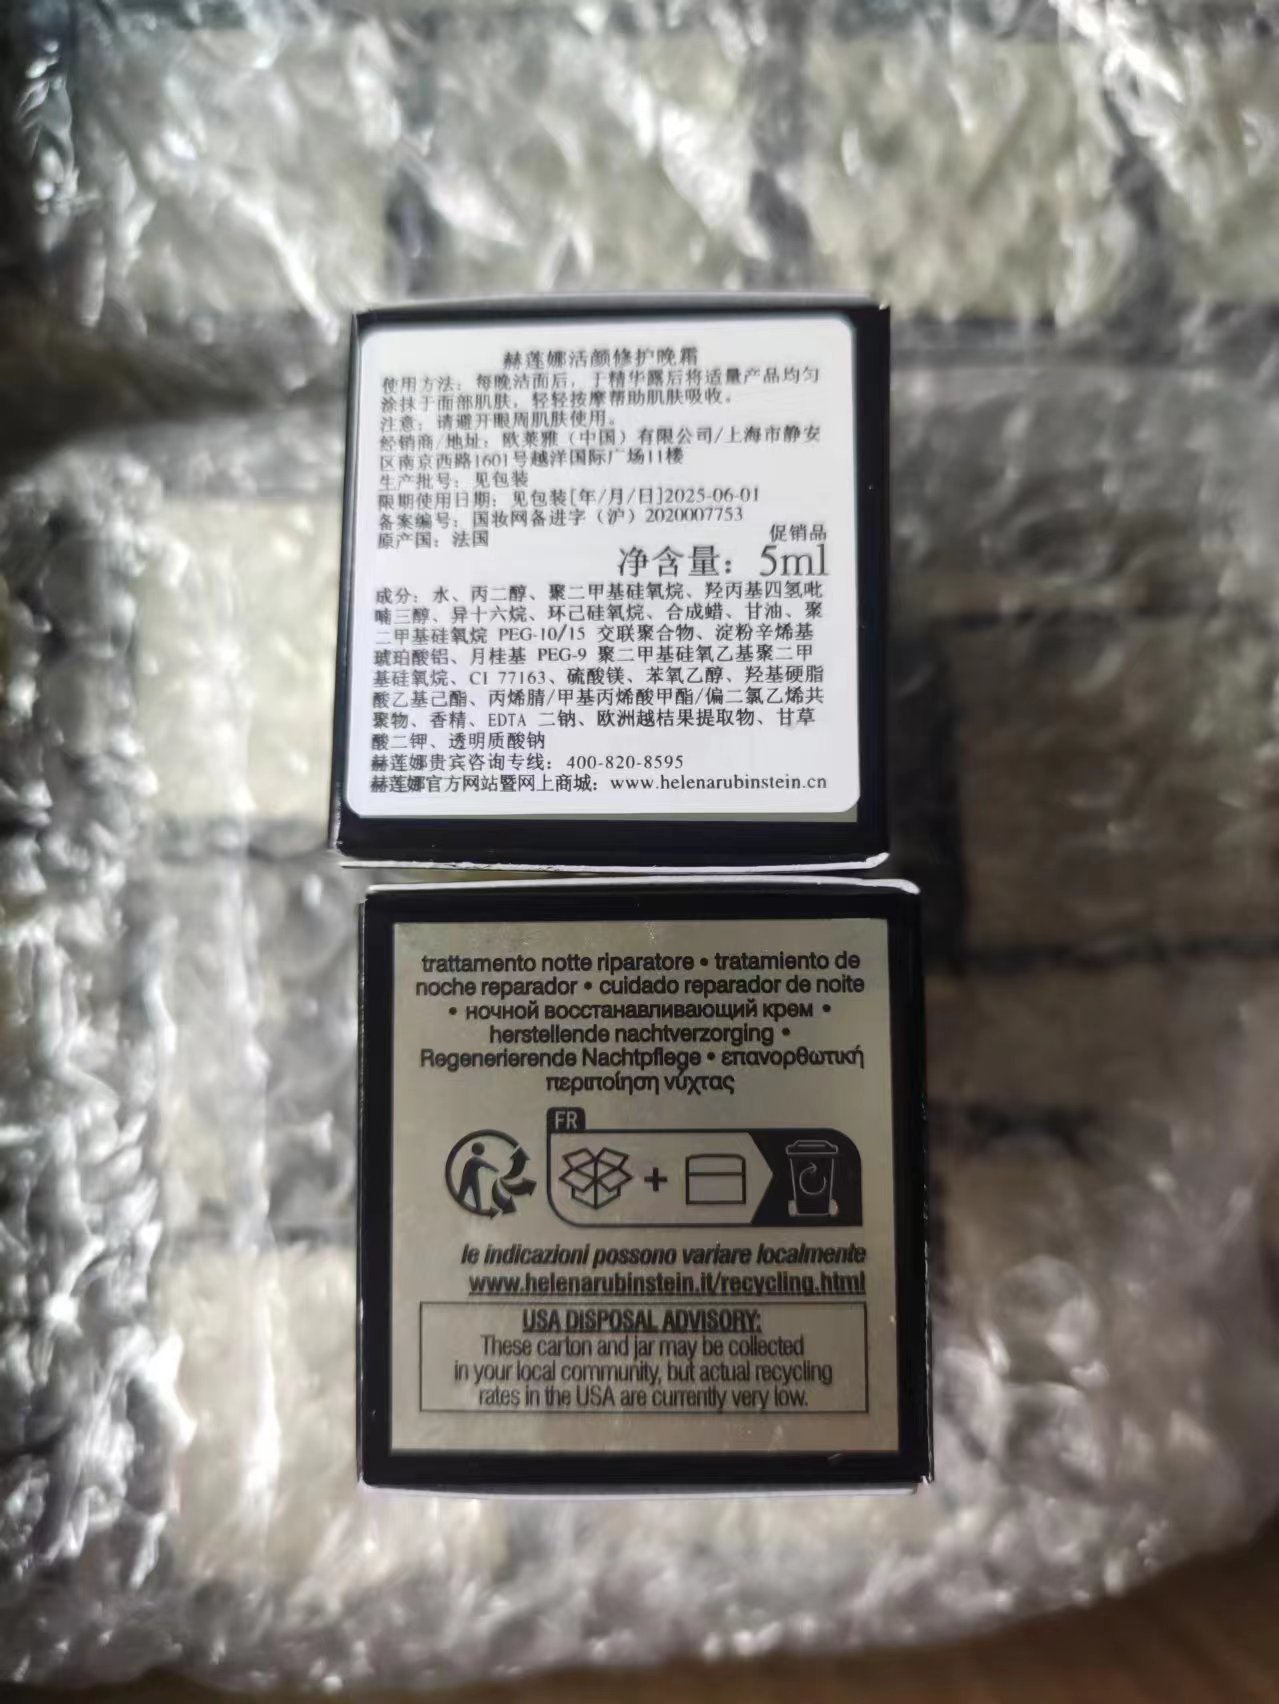 赫莲娜活颜修护晚霜
使用方法：每晚洁面后，于精华露后将适量产品均匀
涂抹于面部肌肤，轻轻按摩帮助肌肤吸收。
注意：请避开眼周肌肤使用。
经销商/地址：欧莱雅（中国）有限公司/上海市静安
区南京西路1601号越洋国际广场11楼
生产批号：见包装
限期使用日期：见包装[年/月/日]2025-06-01
备案编号：国妆网备进字（沪）2020007753
原产国：法国
促销品
净含量：5ml
成分：水、丙二醇、聚二甲基硅氧烷、羟丙基四氢吡
喃三醇、异十六烷、环己硅氧烷、合成蜡、甘油、聚
二甲基硅氧烷 PEG-10/15 交联聚合物、淀粉辛烯基
琥珀酸铝、月桂基 PEG-9 聚二甲基硅氧乙基聚二甲
基硅氧烷、CI 77163、硫酸镁、苯氧乙醇、羟基硬脂
酸乙基己酯、丙烯腈/甲基丙烯酸甲酯/偏二氯乙烯共
聚物、香精、EDTA 二钠、欧洲越桔果提取物、甘草
酸二钾、透明质酸钠
赫莲娜贵宾咨询专线：400-820-8595
赫莲娜官方网站暨网上商城：www.helenarubinstein.cn
trattamento notte riparatore • tratamiento de
noche reparador • cuidado reparador de noite
• ночной восстанавливающий крем •
herstellende nachtverzorging •
Regenerierende Nachtpflege • επανορθωτική
περιποίηση νύχτας
FR
+
le indicazioni possono variare localmente
www.helenarubinstein.it/recycling.html
USA DISPOSAL ADVISORY:
These carton and jar may be collected
in your local community, but actual recycling
rates in the USA are currently very low.